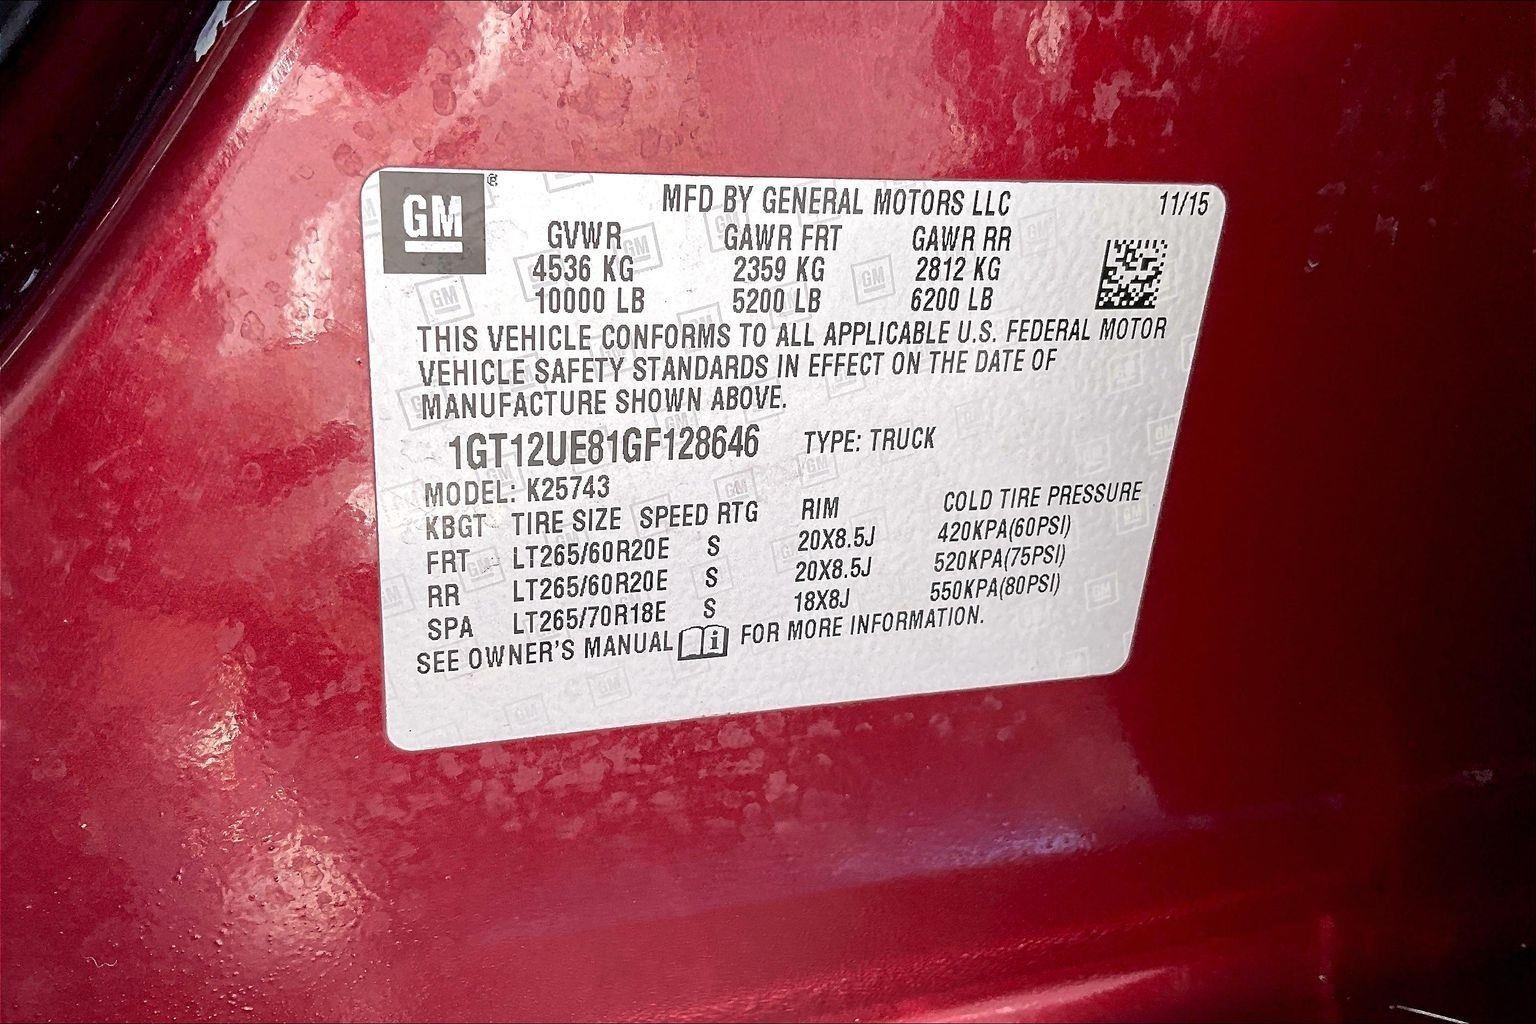 GM®
MFD BY GENERAL MOTORS LLC 11/15
GVWR GAWR FRT GAWR RR
4536 KG 2359 KG 2812 KG
10000 LB 5200 LB 6200 LB
THIS VEHICLE CONFORMS TO ALL APPLICABLE U.S. FEDERAL MOTOR
VEHICLE SAFETY STANDARDS IN EFFECT ON THE DATE OF
MANUFACTURE SHOWN ABOVE.
1GT12UE81GF128646 TYPE: TRUCK
MODEL: K25743
KBGT TIRE SIZE SPEED RTG RIM COLD TIRE PRESSURE
FRT LT265/60R20E S 20X8.5J 420KPA(60PSI)
RR LT265/60R20E S 20X8.5J 520KPA(75PSI)
SPA LT265/70R18E S 18X8J 550KPA(80PSI)
SEE OWNER'S MANUAL FOR MORE INFORMATION.